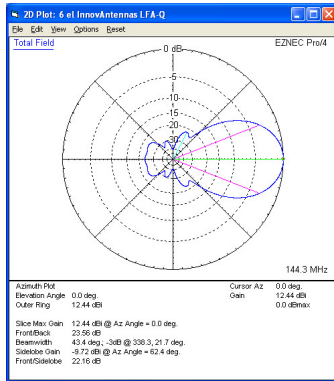 2D Plot: 6 el InnovAntennas LFA-Q
File Edit View Options Reset
Total Field
EZNEC Pro/4
0 dB
-5
-10
-15
-20
-30
144.3 MHz
Azimuth Plot
Elevation Angle 0.0 deg.
Outer Ring 12.44 dBi
Cursor Az 0.0 deg.
Gain 12.44 dBi
0.0 dBmax
Slice Max Gain 12.44 dBi @ Az Angle = 0.0 deg.
Front/Back 23.56 dB
Beamwidth 43.4 deg.; -3dB @ 338.3, 21.7 deg.
Sidelobe Gain -9.72 dBi @ Az Angle = 62.4 deg.
Front/Sidelobe 22.16 dB